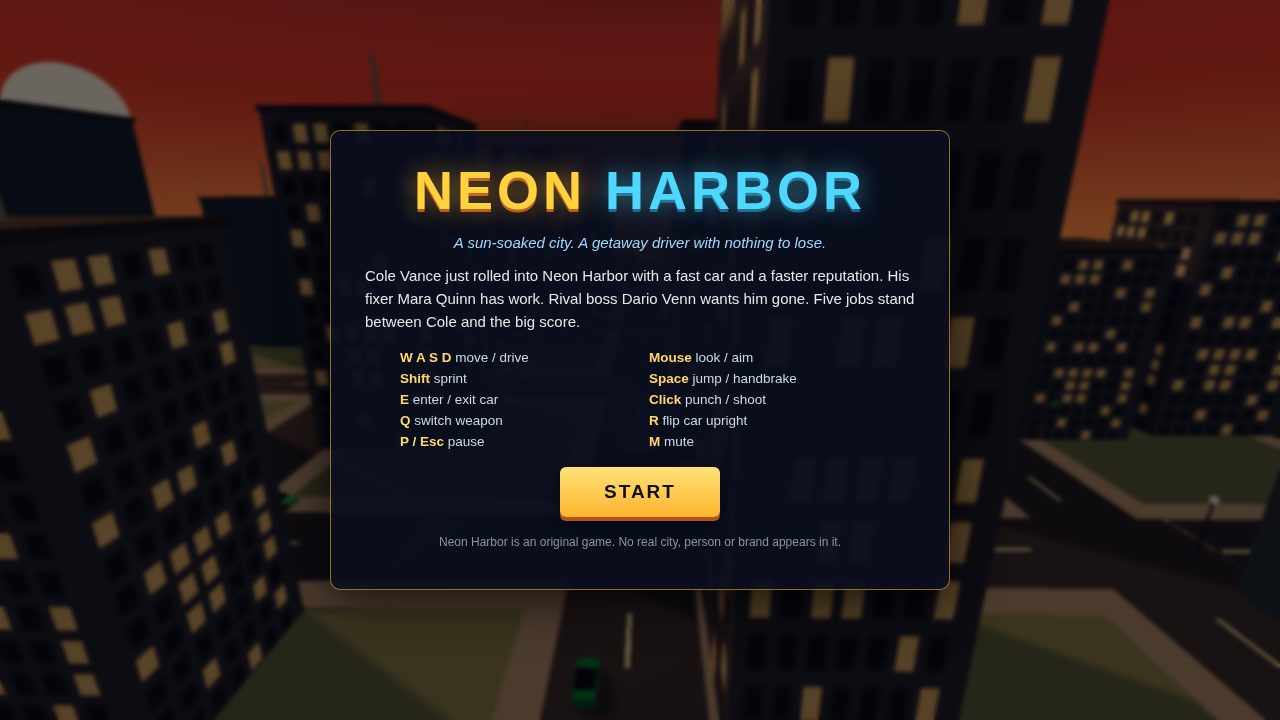 NEON HARBOR
A sun-soaked city. A getaway driver with nothing to lose.
Cole Vance just rolled into Neon Harbor with a fast car and a faster reputation. His
fixer Mara Quinn has work. Rival boss Dario Venn wants him gone. Five jobs stand
between Cole and the big score.
W A S D move / drive
Mouse look / aim
Shift sprint
Space jump / handbrake
E enter / exit car
Click punch / shoot
Q switch weapon
R flip car upright
P / Esc pause
M mute
START
Neon Harbor is an original game. No real city, person or brand appears in it.